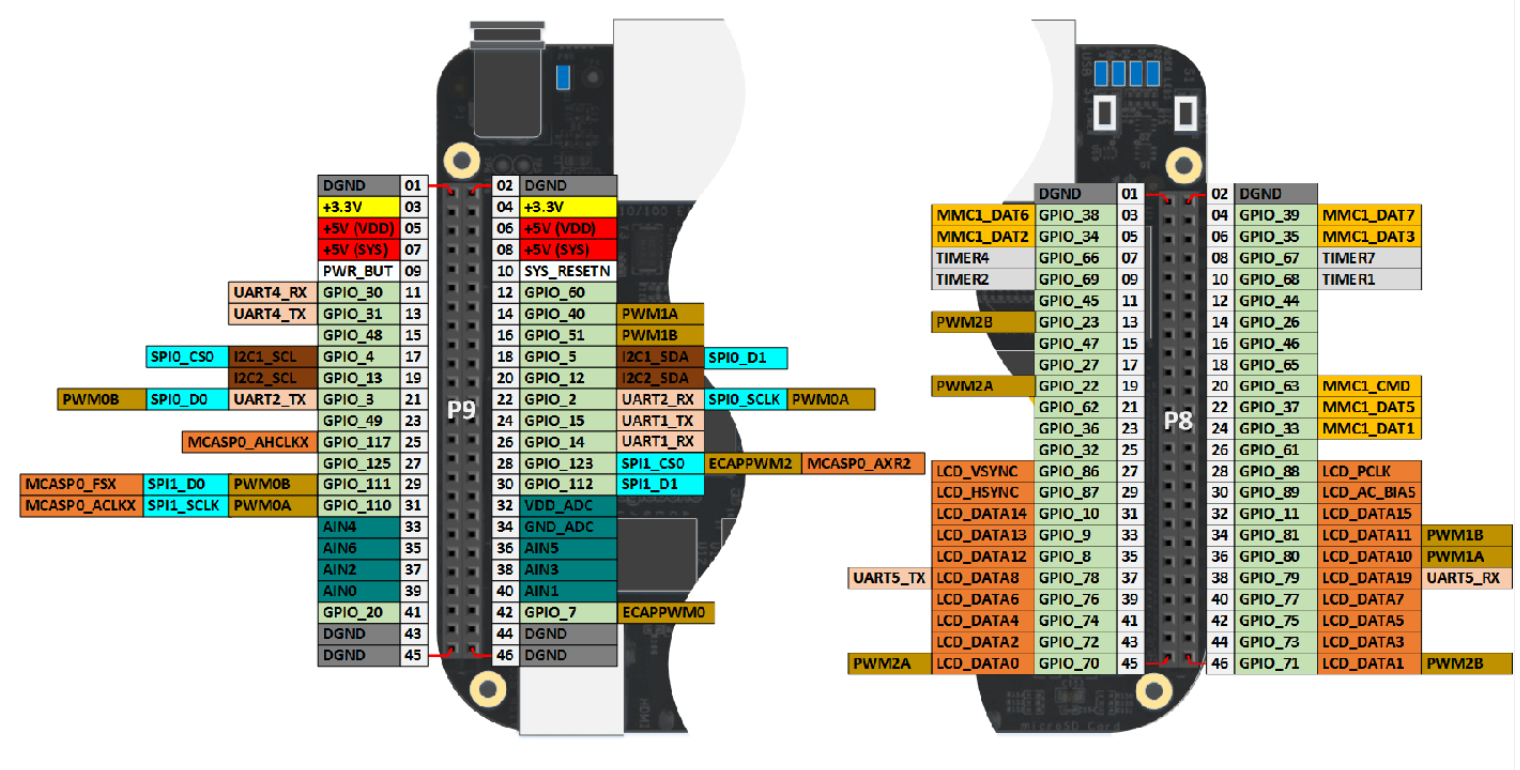 DGND 01 02 DGND
+3.3V 03 04 +3.3V
+5V (VDD) 05 06 +5V (VDD)
+5V (SYS) 07 08 +5V (SYS)
PWR_BUT 09 10 SYS_RESETN
UART4_RX GPIO_30 11 12 GPIO_60
UART4_TX GPIO_31 13 14 GPIO_40 PWM1A
GPIO_48 15 16 GPIO_51 PWM1B
SPI0_CS0 I2C1_SCL GPIO_4 17 18 GPIO_5 I2C1_SDA SPI0_D1
I2C2_SCL GPIO_13 19 20 GPIO_12 I2C2_SDA
PWM0B SPI0_D0 UART2_TX GPIO_3 21 22 GPIO_2 UART2_RX SPI0_SCLK PWM0A
P9
GPIO_49 23 24 GPIO_15 UART1_TX
MCASP0_AHCLKX GPIO_117 25 26 GPIO_14 UART1_RX
GPIO_125 27 28 GPIO_123 SPI1_CS0 ECAPPWM2 MCASP0_AXR2
MCASP0_FSX SPI1_D0 PWM0B GPIO_111 29 30 GPIO_112 SPI1_D1
MCASP0_ACLKX SPI1_SCLK PWM0A GPIO_110 31 32 VDD_ADC
AIN4 33 34 GND_ADC
AIN6 35 36 AIN5
AIN2 37 38 AIN3
AIN0 39 40 AIN1
GPIO_20 41 42 GPIO_7 ECAPPWM0
DGND 43 44 DGND
DGND 45 46 DGND
HDMI
USB
S3
S1
DGND 01 02 DGND
MMC1_DAT6 GPIO_38 03 04 GPIO_39 MMC1_DAT7
MMC1_DAT2 GPIO_34 05 06 GPIO_35 MMC1_DAT3
TIMER4 GPIO_66 07 08 GPIO_67 TIMER7
TIMER2 GPIO_69 09 10 GPIO_68 TIMER1
GPIO_45 11 12 GPIO_44
PWM2B GPIO_23 13 14 GPIO_26
GPIO_47 15 16 GPIO_46
GPIO_27 17 18 GPIO_65
PWM2A GPIO_22 19 20 GPIO_63 MMC1_CMD
GPIO_62 21 22 GPIO_37 MMC1_DAT5
P8
GPIO_36 23 24 GPIO_33 MMC1_DAT1
GPIO_32 25 26 GPIO_61
LCD_VSYNC GPIO_86 27 28 GPIO_88 LCD_PCLK
LCD_HSYNC GPIO_87 29 30 GPIO_89 LCD_AC_BIAS
LCD_DATA14 GPIO_10 31 32 GPIO_11 LCD_DATA15
LCD_DATA13 GPIO_9 33 34 GPIO_81 LCD_DATA11 PWM1B
LCD_DATA12 GPIO_8 35 36 GPIO_80 LCD_DATA10 PWM1A
UART5_TX LCD_DATA8 GPIO_78 37 38 GPIO_79 LCD_DATA19 UART5_RX
LCD_DATA6 GPIO_76 39 40 GPIO_77 LCD_DATA7
LCD_DATA4 GPIO_74 41 42 GPIO_75 LCD_DATA5
LCD_DATA2 GPIO_72 43 44 GPIO_73 LCD_DATA3
PWM2A LCD_DATA0 GPIO_70 45 46 GPIO_71 LCD_DATA1 PWM2B
microSD Card